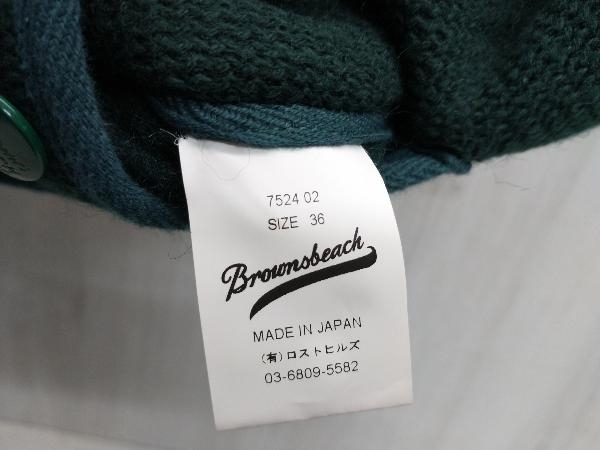 7524 02
SIZE 36
Brownsbeach
MADE IN JAPAN
(有)ロストヒルズ
03-6809-5582